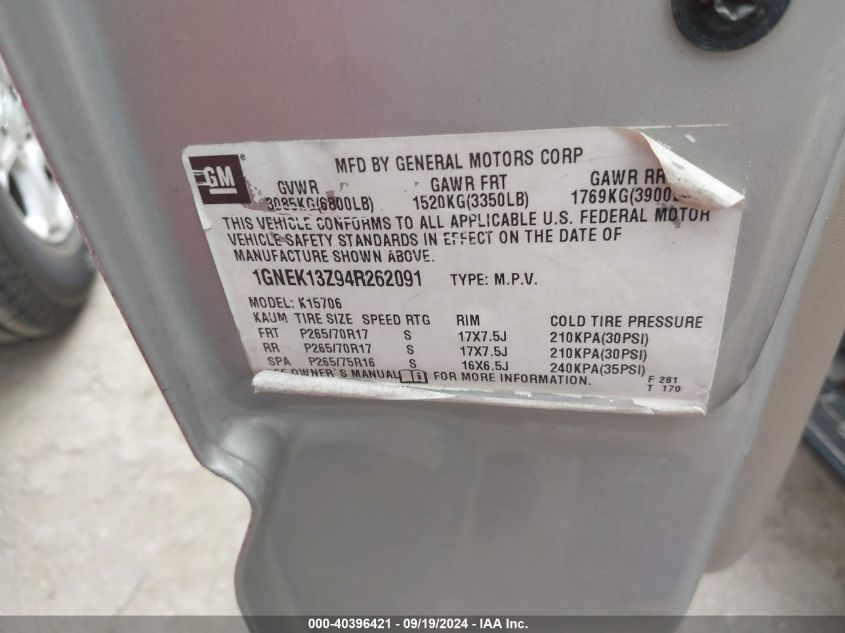 GM
MFD BY GENERAL MOTORS CORP
GVWR GAWR FRT GAWR RR
3085KG(6800LB) 1520KG(3350LB) 1769KG(3900L
THIS VEHICLE CONFORMS TO ALL APPLICABLE U.S. FEDERAL MOTOR
VEHICLE SAFETY STANDARDS IN EFFECT ON THE DATE OF
MANUFACTURE SHOWN ABOVE.
1GNEK13Z94R262091 TYPE: M.P.V.
MODEL: K15706
KAUM TIRE SIZE SPEED RTG RIM COLD TIRE PRESSURE
FRT P265/70R17 S 17X7.5J 210KPA(30PSI)
RR P265/70R17 S 17X7.5J 210KPA(30PSI)
SPA P265/75R16 S 16X6.5J 240KPA(35PSI)
OWNER'S MANUAL FOR MORE INFORMATION.
F 281
T 170
000-40396421 - 09/19/2024 - IAA Inc.